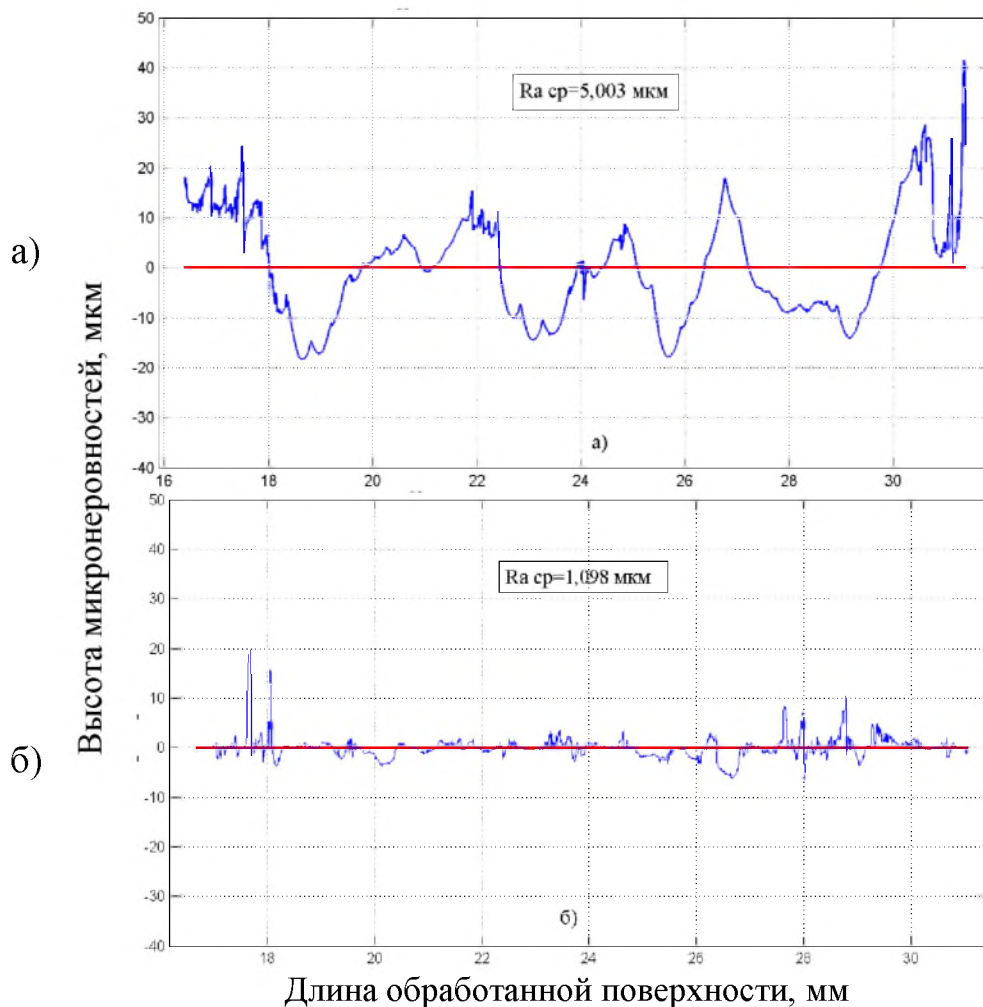 50
40
30
Ra ср=5,003 мкм
20
10
0
-10
-20
-30
-40
а)
16 18 20 22 24 26 28 30
а)
50
40
30
Ra ср=1,098 мкм
20
10
0
-10
-20
-30
-40
б)
18 20 22 24 26 28 30
б)
Высота микронеровностей, мкм
Длина обработанной поверхности, мм